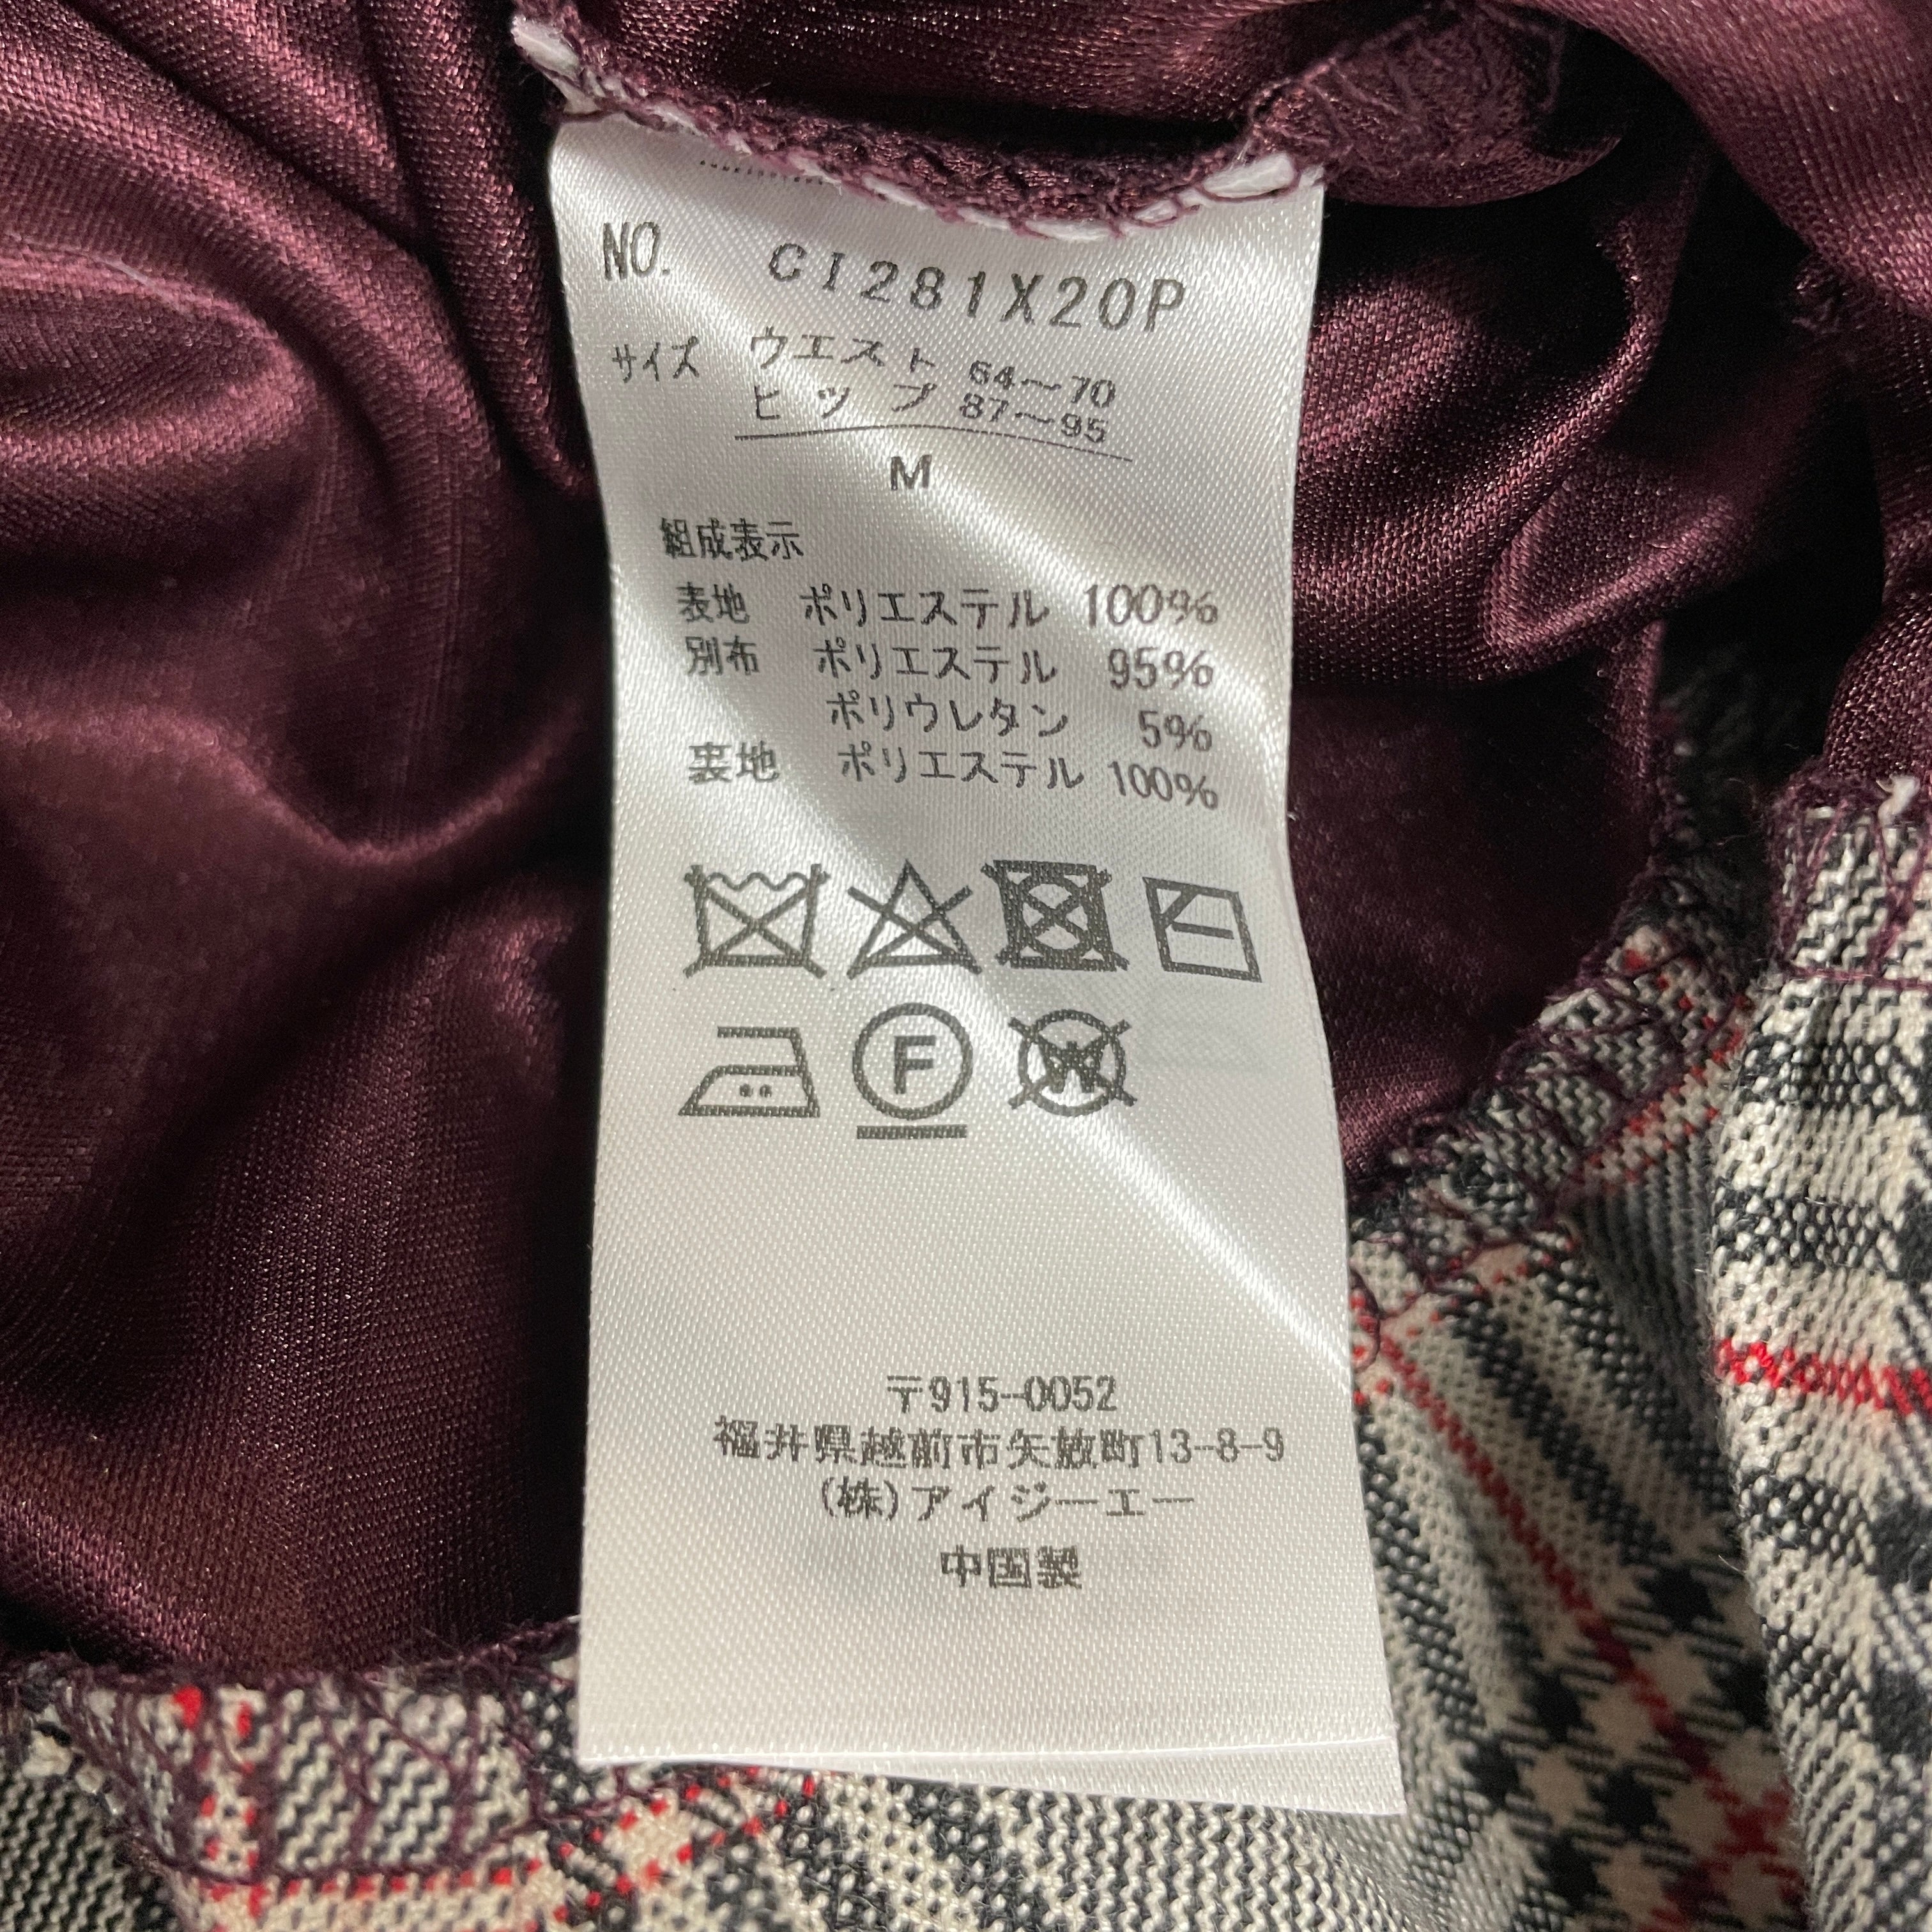 NO. CI281X20P
サイズ ウエスト 64～70
ヒップ 87～95
M
組成表示
表地 ポリエステル 100%
別布 ポリエステル 95%
ポリウレタン 5%
裏地 ポリエステル 100%
F
W
〒915-0052
福井県越前市矢放町13-8-9
(株)アイジーエー
中国製